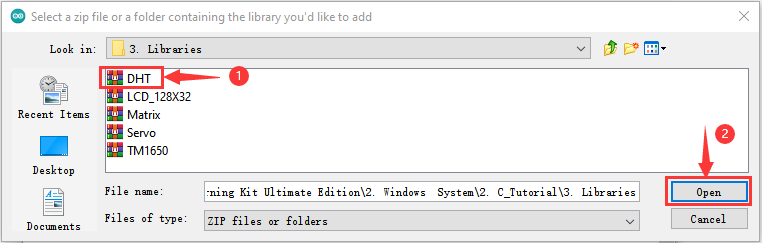 Select a zip file or a folder containing the library you'd like to add
Look in: 3. Libraries
DHT 1
LCD_128X32
Matrix
Servo
TM1650
Recent Items
Desktop
Documents
2
File name: rning Kit Ultimate Edition\2. Windows System\2. C_Tutorial\3. Libraries
Open
Files of type: ZIP files or folders
Cancel